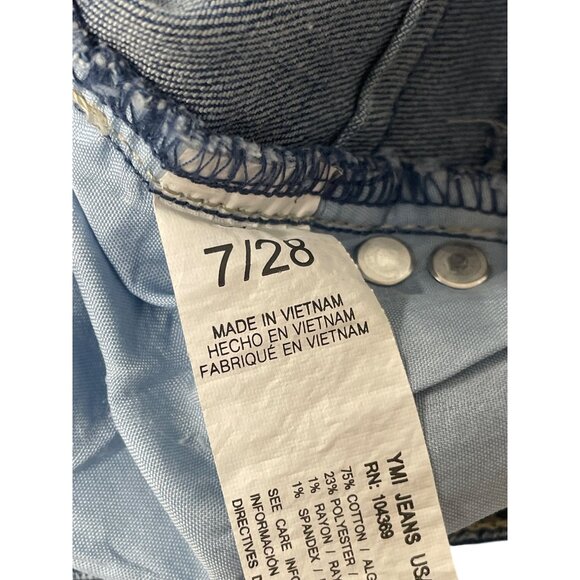 7/28
MADE IN VIETNAM
HECHO EN VIETNAM
FABRIQUÉ EN VIETNAM
YMI JEANS USA
RN: 104369
75% COTTON / ALG
23% POLYESTER /
1% RAYON / RAY
1% SPANDEX /
SEE CARE INFO
INFORMACIÓN
DIRECTIVES D